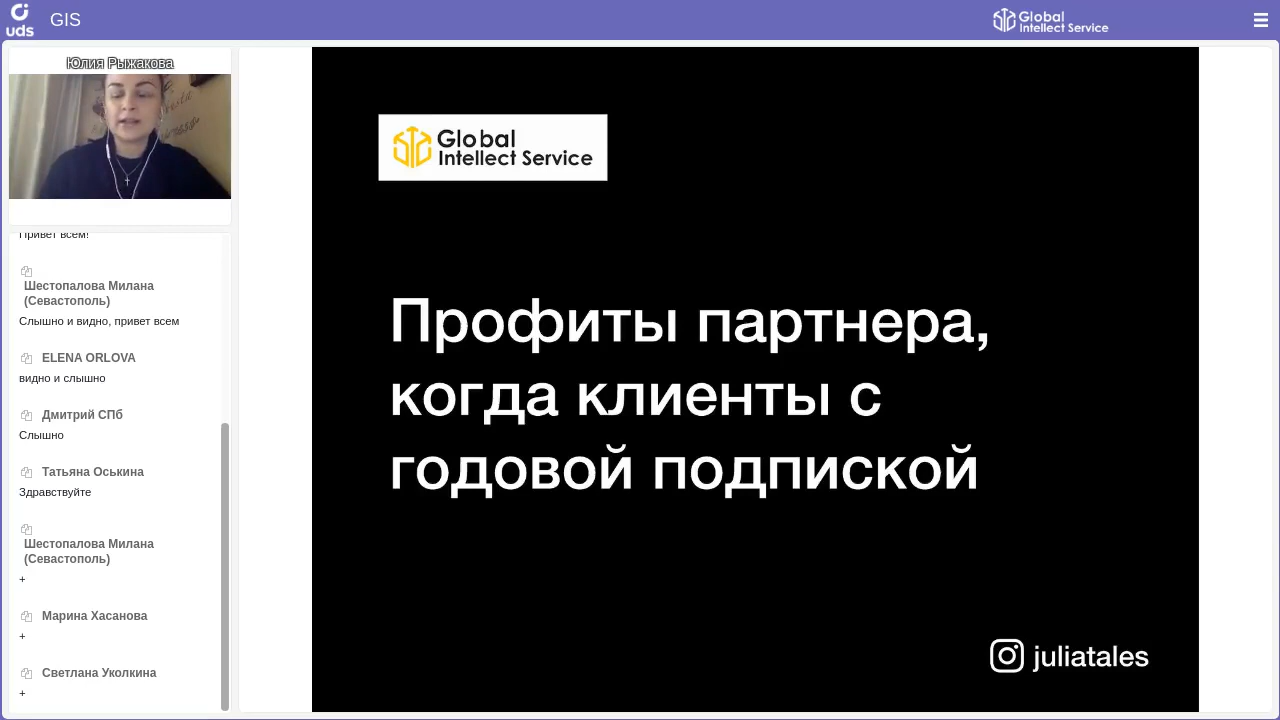 uds
GIS
Global
Intellect Service
Юлия Рыжакова
Привет всем!
Шестопалова Милана
(Севастополь)
Слышно и видно, привет всем
ELENA ORLOVA
видно и слышно
Дмитрий СПб
Слышно
Татьяна Оськина
Здравствуйте
Шестопалова Милана
(Севастополь)
+
Марина Хасанова
+
Светлана Уколкина
+
Global
Intellect Service
Профиты партнера,
когда клиенты с
годовой подпиской
juliatales